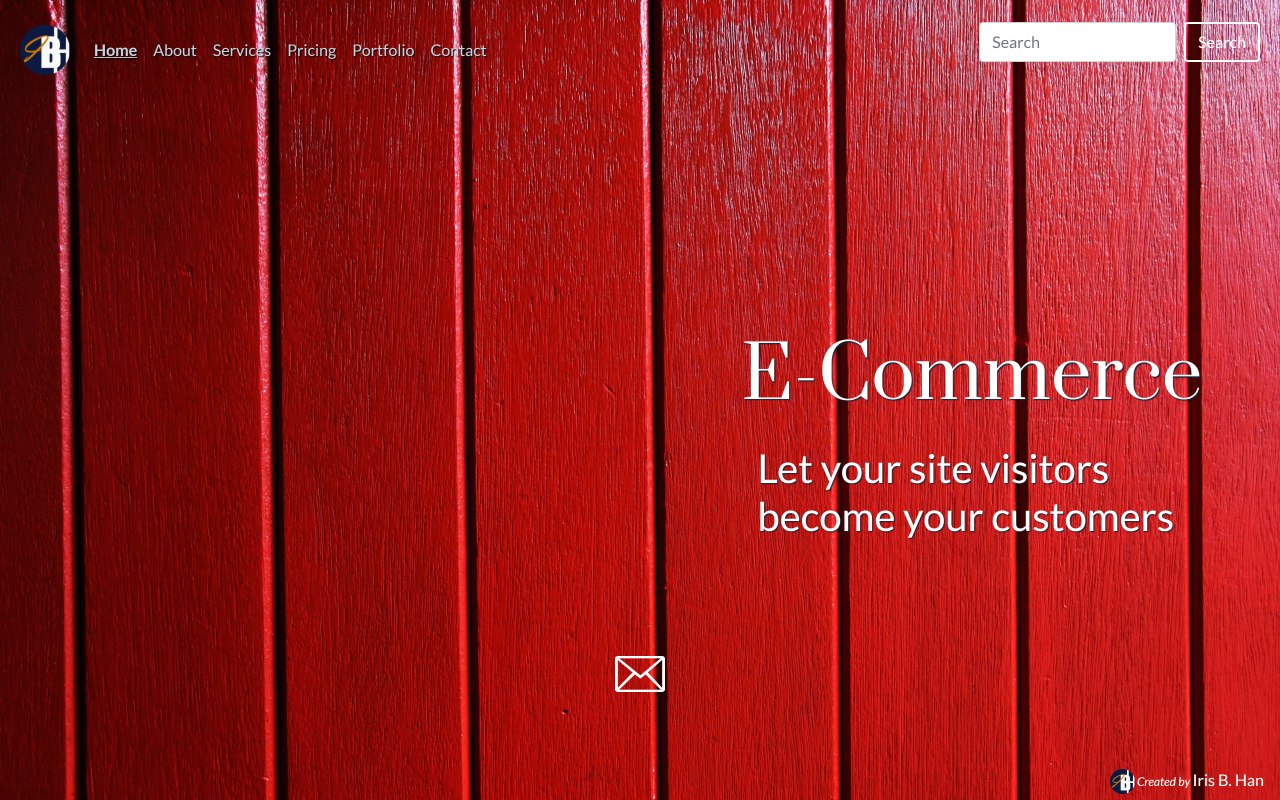 Home About Services Pricing Portfolio Contact
Search Search
E-Commerce
Let your site visitors
become your customers
Created by Iris B. Han